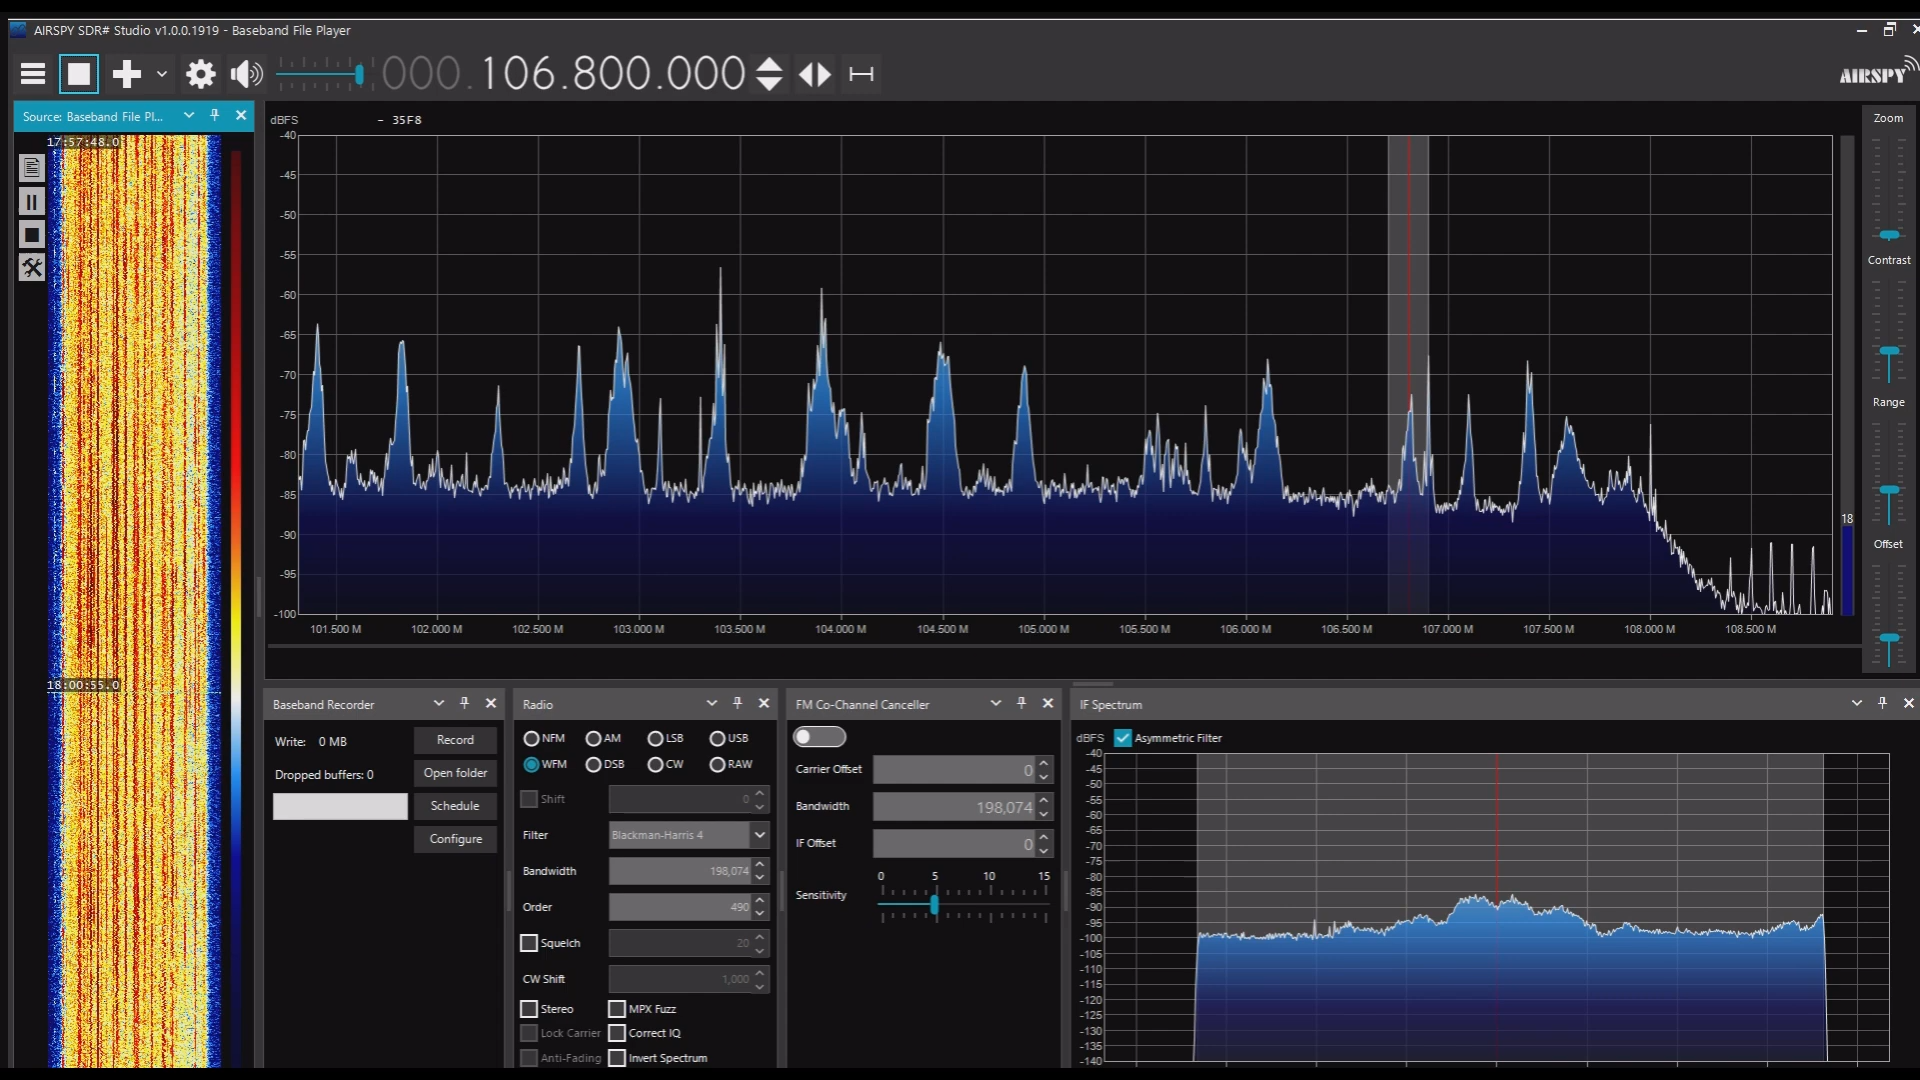 AIRSPY SDR# Studio v1.0.0.1919 - Baseband File Player
000.106.800.000
AIRSPY
Source: Baseband File Pl...
17:57:48.0
18:00:55.0
dBFS
- 35F8
-40
-45
-50
-55
-60
-65
-70
-75
-80
-85
-90
-95
-100
101.500 M 102.000 M 102.500 M 103.000 M 103.500 M 104.000 M 104.500 M 105.000 M 105.500 M 106.000 M 106.500 M 107.000 M 107.500 M 108.000 M 108.500 M
18
Zoom
Contrast
Range
Offset
Baseband Recorder
Write: 0 MB
Record
Dropped buffers: 0
Open folder
Schedule
Configure
Radio
NFM AM LSB USB
WFM DSB CW RAW
Shift 0
Filter Blackman-Harris 4
Bandwidth 198,074
Order 490
Squelch 20
CW Shift 1,000
Stereo MPX Fuzz
Lock Carrier Correct IQ
Anti-Fading Invert Spectrum
FM Co-Channel Canceller
Carrier Offset 0
Bandwidth 198,074
IF Offset 0
0 5 10 15
Sensitivity
IF Spectrum
dBFS Asymmetric Filter
-40
-45
-50
-55
-60
-65
-70
-75
-80
-85
-90
-95
-100
-105
-110
-115
-120
-125
-130
-135
-140